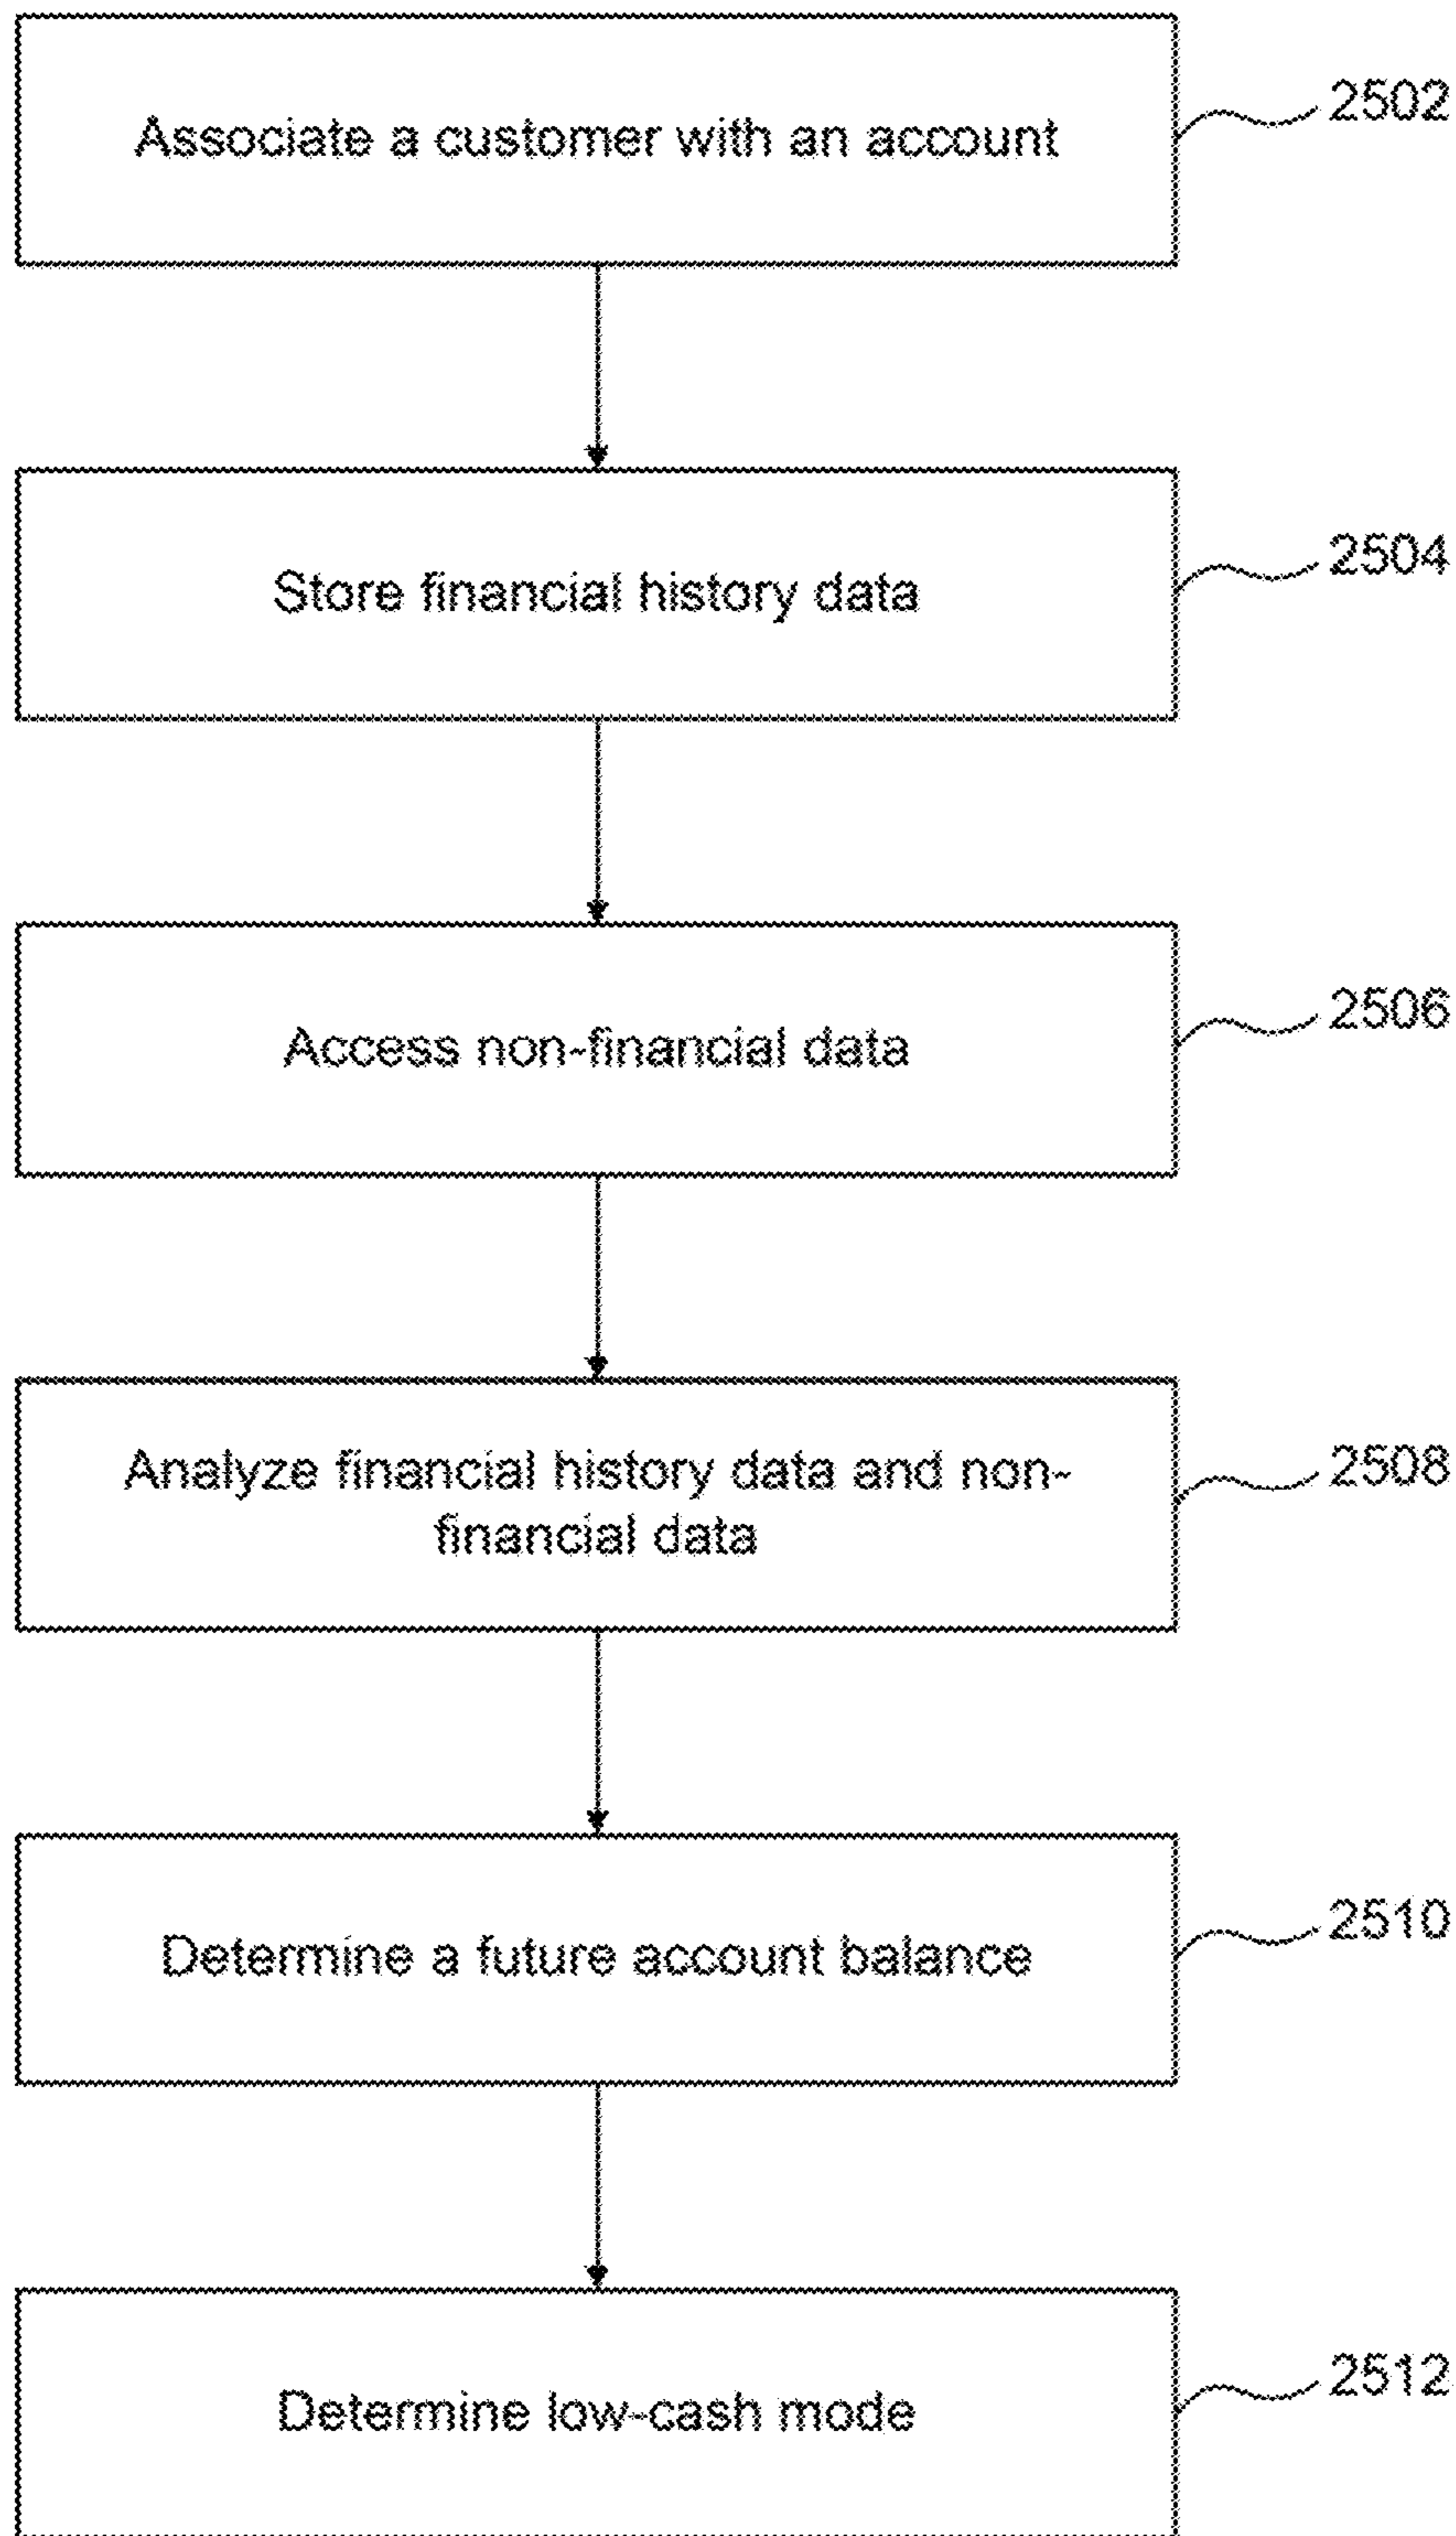 Associate a customer with an account
2502
Store financial history data
2504
Access non-financial data
2506
Analyze financial history data and non-
financial data
2508
Determine a future account balance
2510
Determine low-cash mode
2512